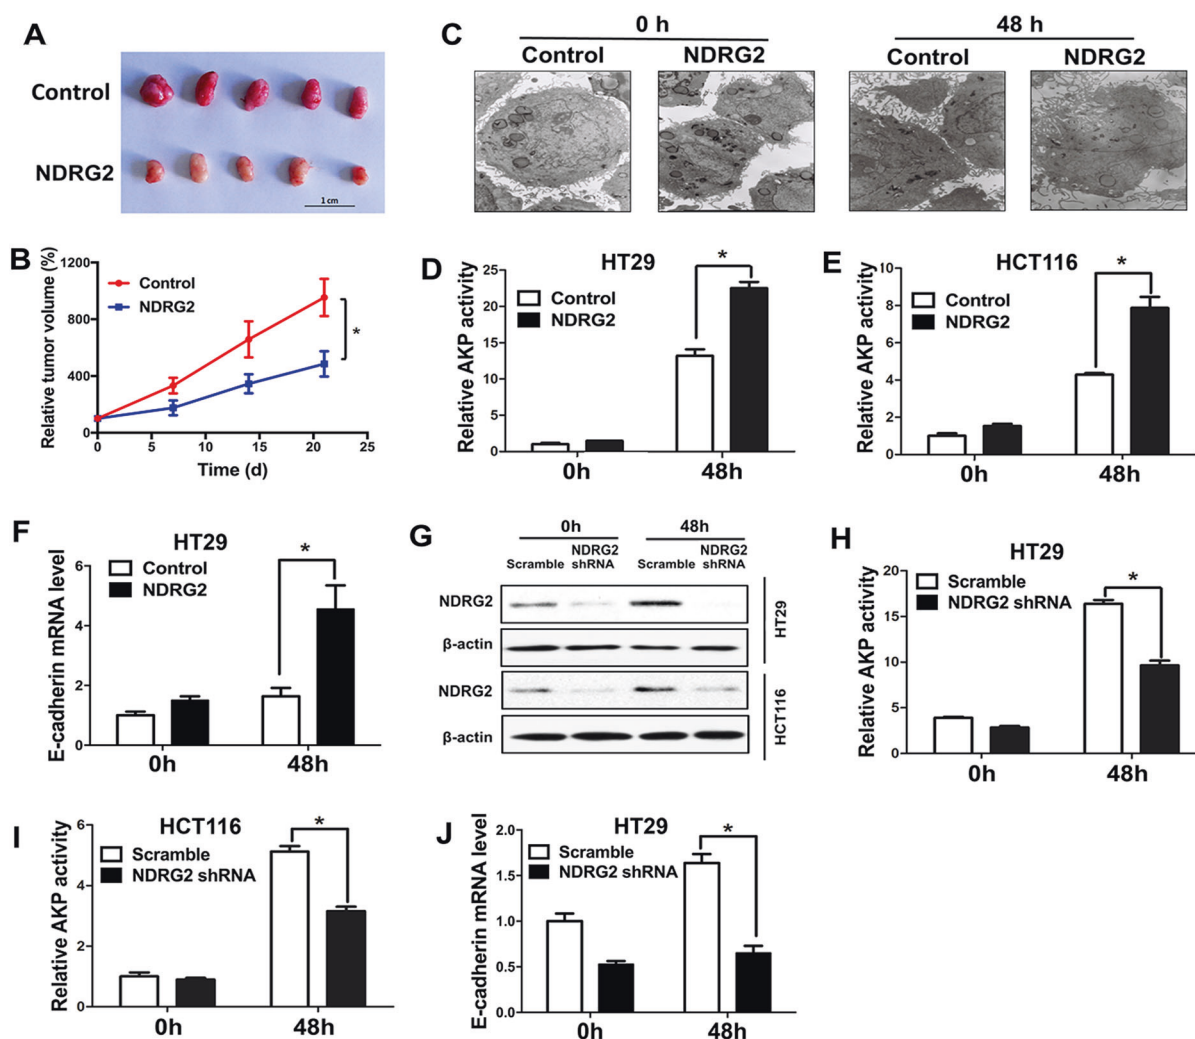 A
Control
NDRG2
1 cm
C
0 h
48 h
Control
NDRG2
Control
NDRG2
B
Relative tumor volume (%)
1200
800
400
0
Control
NDRG2
*
0
5
10
15
20
25
Time (d)
D
HT29
Relative AKP activity
25
20
15
10
5
0
Control
NDRG2
*
0h
48h
E
HCT116
Relative AKP activity
10
8
6
4
2
0
Control
NDRG2
*
0h
48h
F
HT29
E-cadherin mRNA level
6
4
2
0
Control
NDRG2
*
0h
48h
G
0h
48h
Scramble
NDRG2
shRNA
Scramble
NDRG2
shRNA
NDRG2
β-actin
HT29
NDRG2
β-actin
HCT116
H
HT29
Relative AKP activity
20
15
10
5
0
Scramble
NDRG2 shRNA
*
0h
48h
I
HCT116
Relative AKP activity
6
4
2
0
Scramble
NDRG2 shRNA
*
0h
48h
J
HT29
E-cadherin mRNA level
2.0
1.5
1.0
0.5
0.0
Scramble
NDRG2 shRNA
*
0h
48h